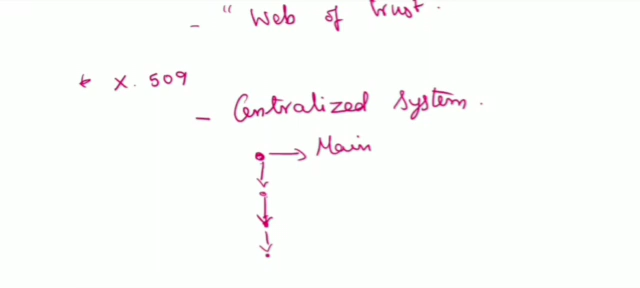 - " Web of trust.
* X.509
- Centralized System.
→ Main